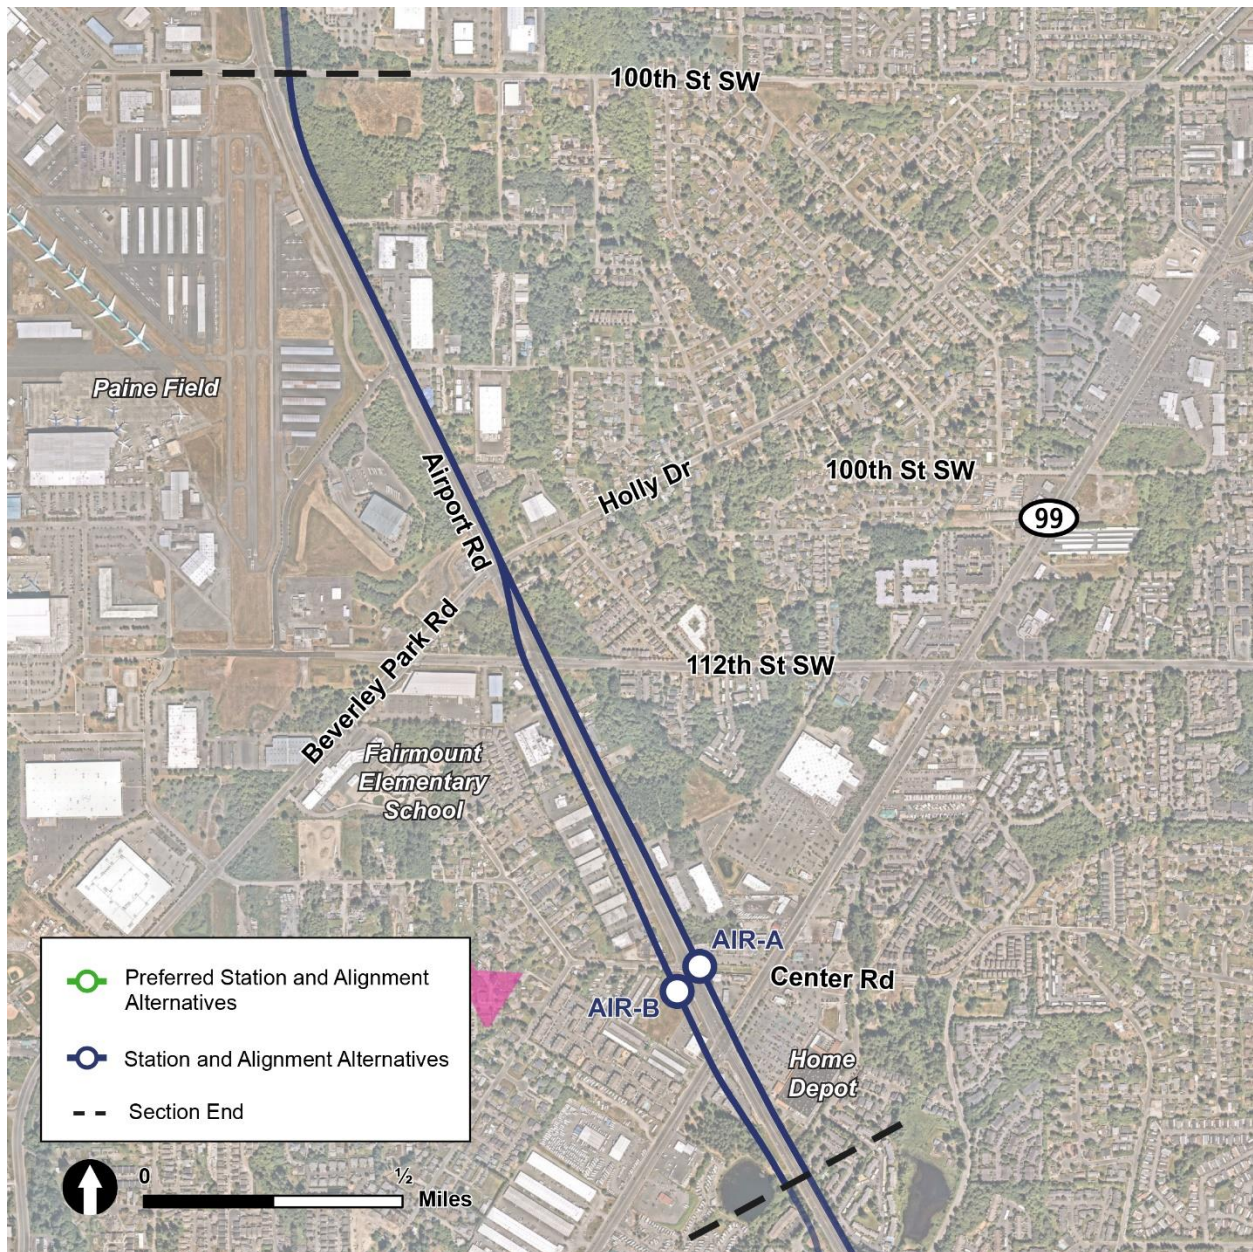 100th St SW
Paine Field
Airport Rd
Holly Dr
100th St SW
99
Beverley Park Rd
112th St SW
Fairmount
Elementary
School
AIR-A
Center Rd
AIR-B
Home
Depot
Preferred Station and Alignment
Alternatives
Station and Alignment Alternatives
Section End
0
½
Miles